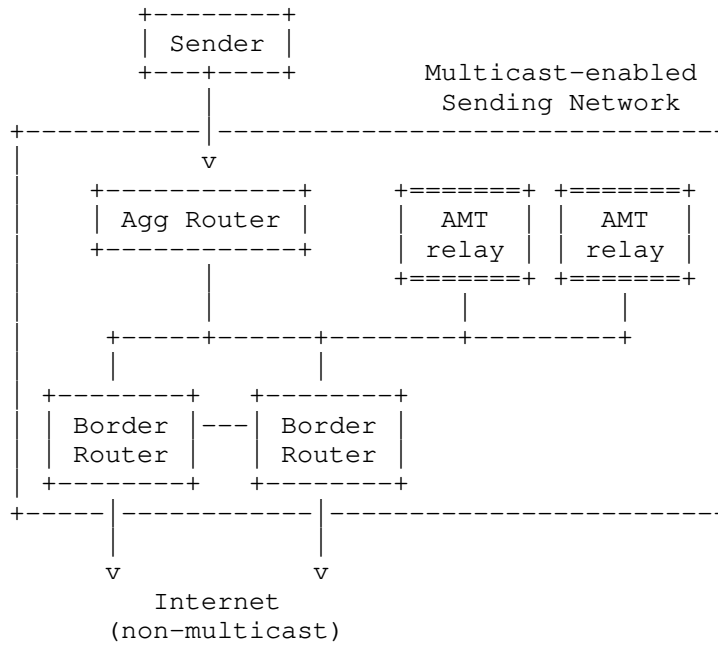 Sender
Multicast-enabled
Sending Network
v
Agg Router
AMT relay
AMT relay
Border Router
Border Router
v v
Internet
(non-multicast)